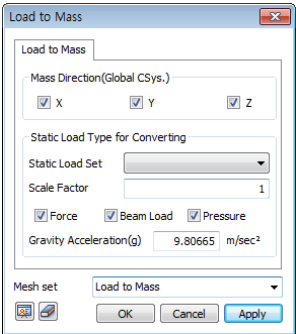 Load to Mass
Load to Mass
Mass Direction(Global CSys.)
X Y Z
Static Load Type for Converting
Static Load Set
Scale Factor 1
Force Beam Load Pressure
Gravity Acceleration(g) 9.80665 m/sec²
Mesh set Load to Mass
OK Cancel Apply